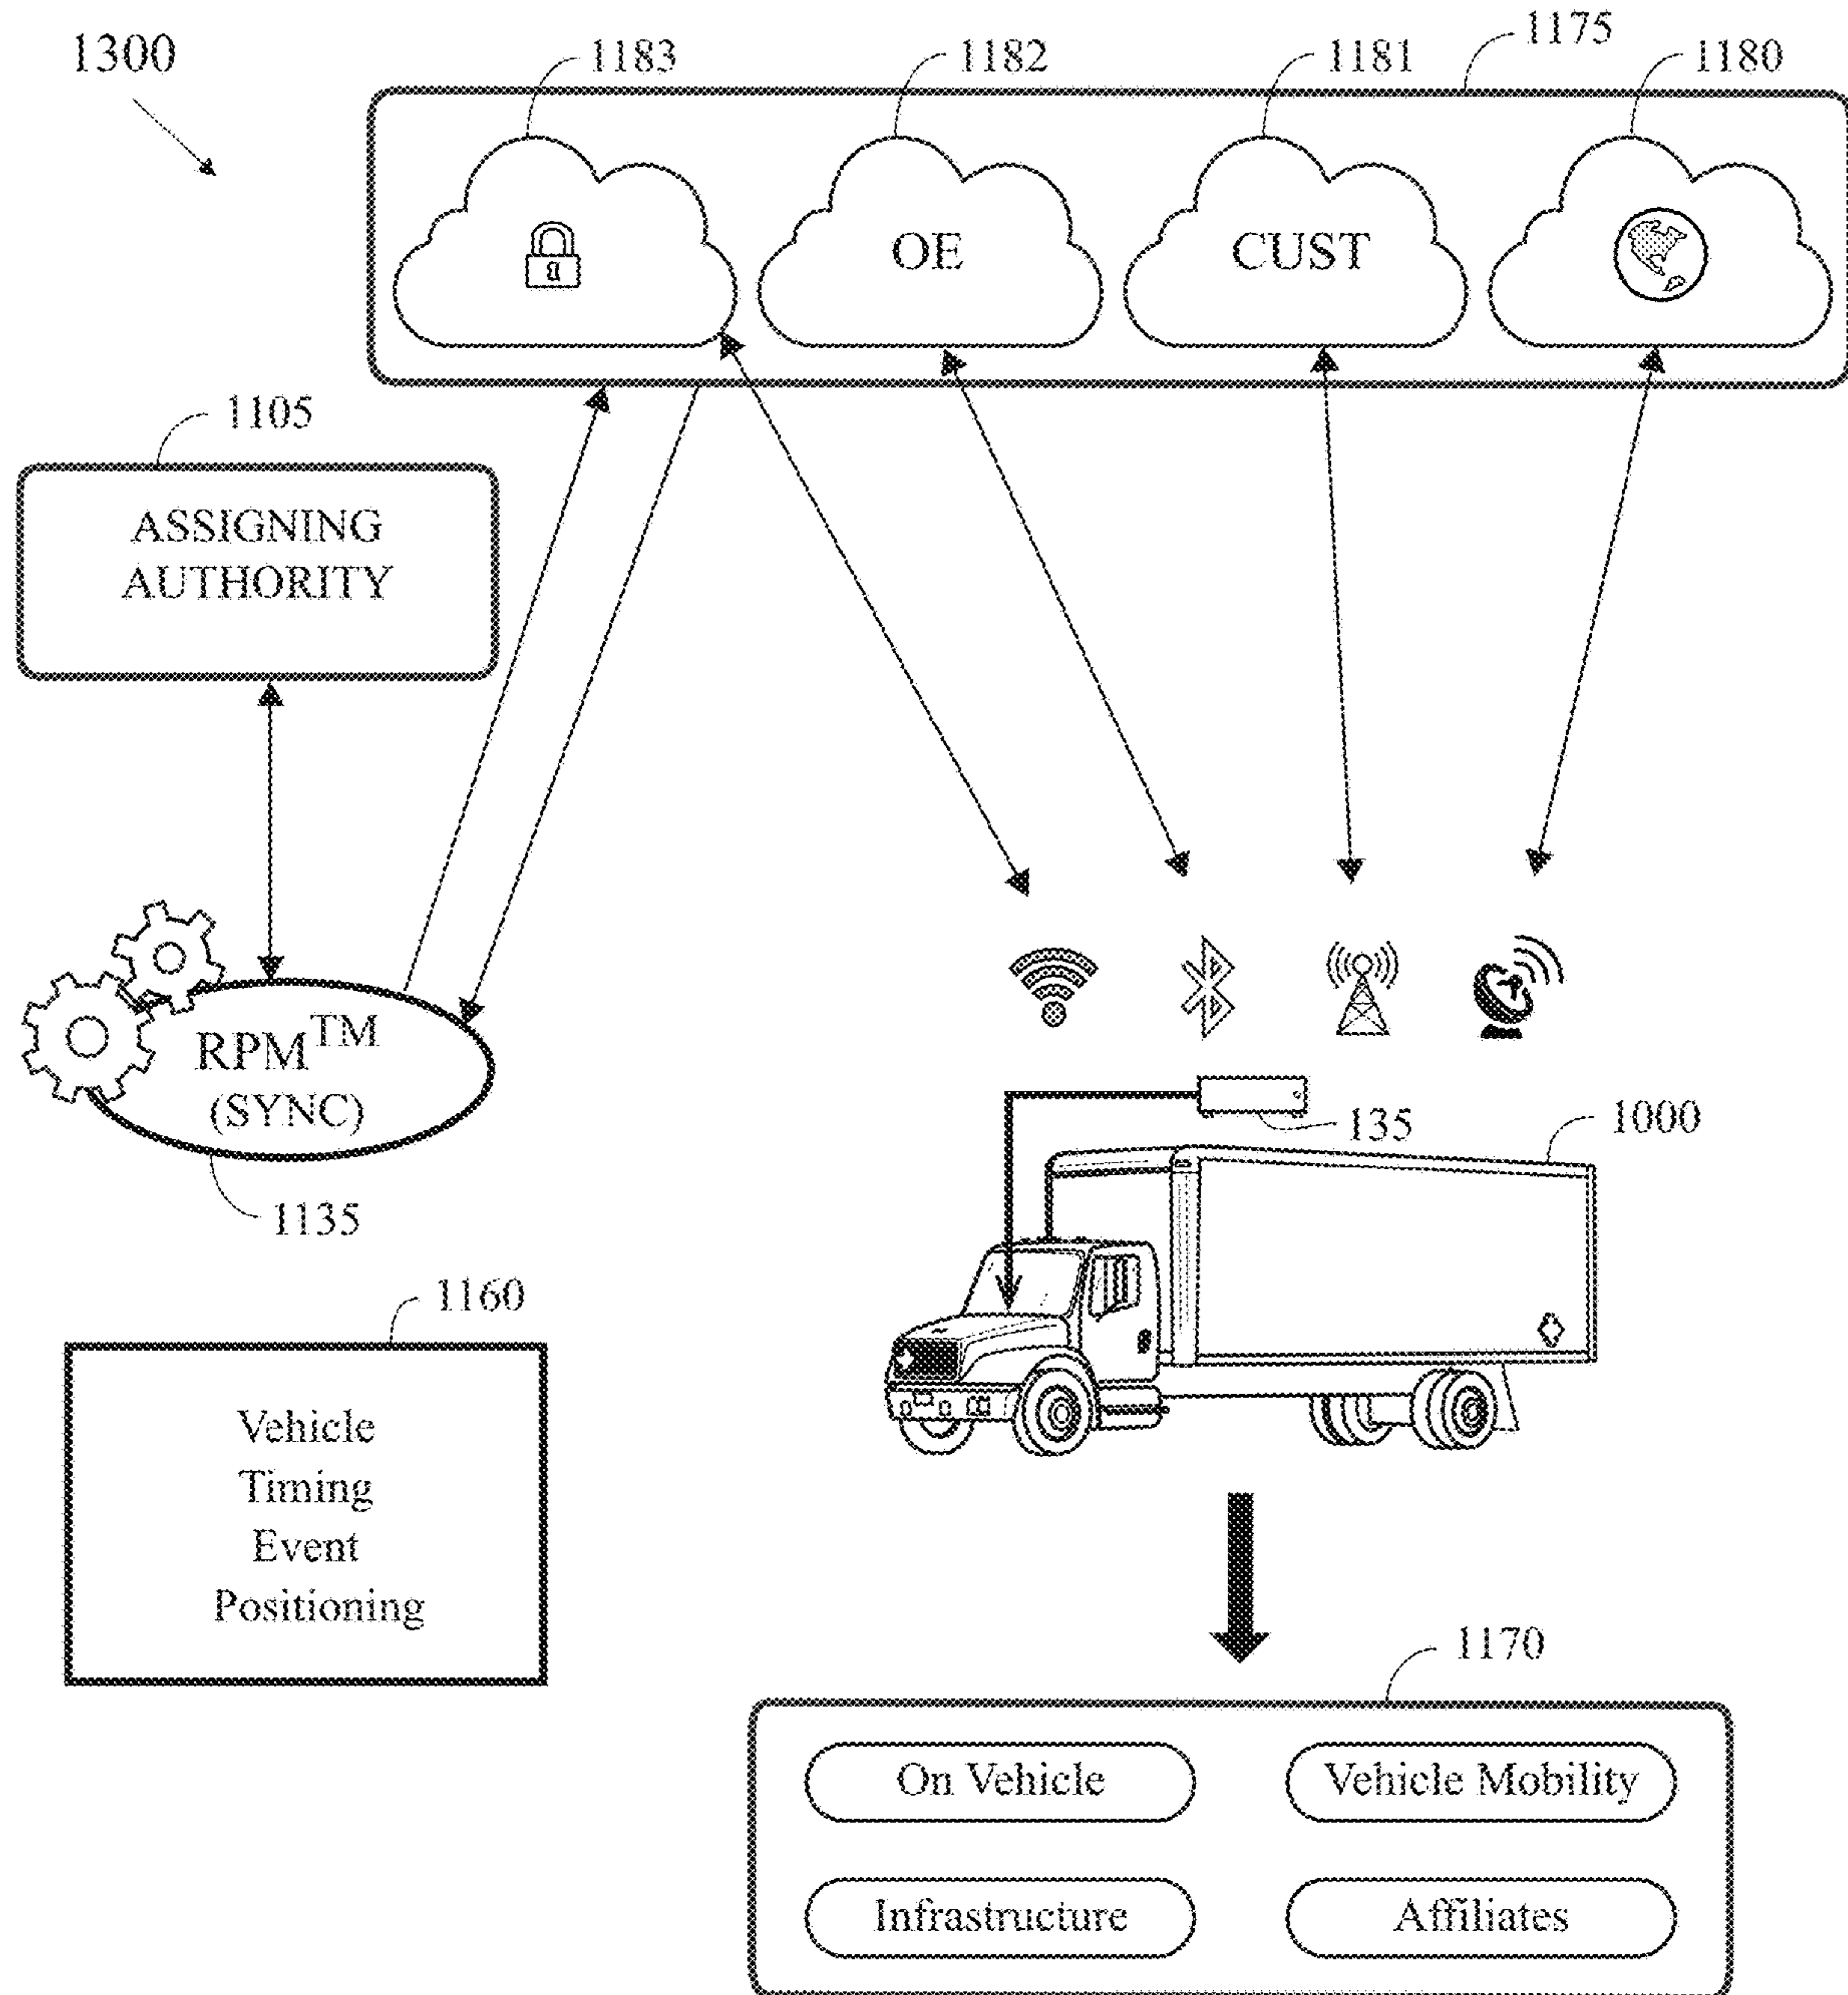 1300
1183
1182
1181
1175
1180
OE
CUST
1105
ASSIGNING
AUTHORITY
RPM™
(SYNC)
1135
135
1000
1160
Vehicle
Timing
Event
Positioning
1170
On Vehicle
Vehicle Mobility
Infrastructure
Affiliates